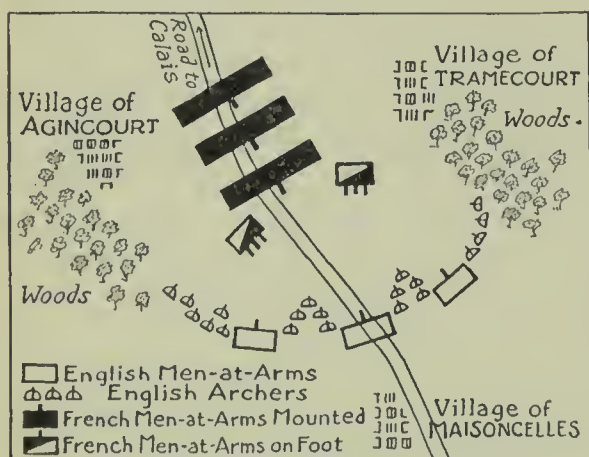 Road to
Calais
Village of
AGINCOURT
Village of
TRAMECOURT
Woods.
Woods
English Men-at-Arms
English Archers
French Men-at-Arms Mounted
French Men-at-Arms on Foot
Village of
MAISONCELLES